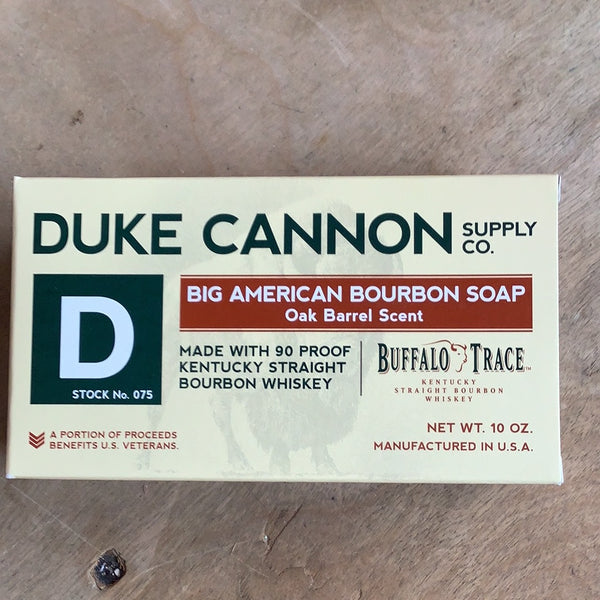 DUKE CANNON SUPPLY CO.
D
STOCK No. 075
BIG AMERICAN BOURBON SOAP
Oak Barrel Scent
MADE WITH 90 PROOF
KENTUCKY STRAIGHT
BOURBON WHISKEY
BUFFALO TRACE™
KENTUCKY
STRAIGHT BOURBON
WHISKEY
A PORTION OF PROCEEDS
BENEFITS U.S. VETERANS.
NET WT. 10 OZ.
MANUFACTURED IN U.S.A.